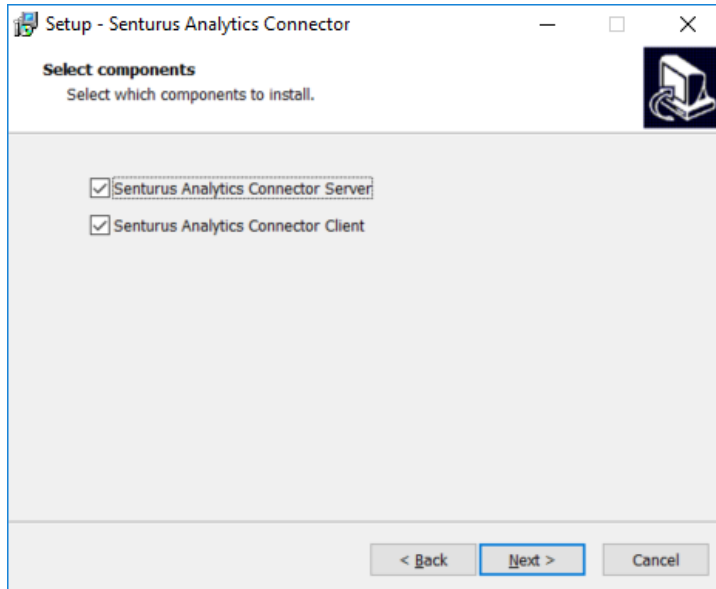 Setup - Senturus Analytics Connector
Select components
Select which components to install.
Senturus Analytics Connector Server
Senturus Analytics Connector Client
< Back
Next >
Cancel